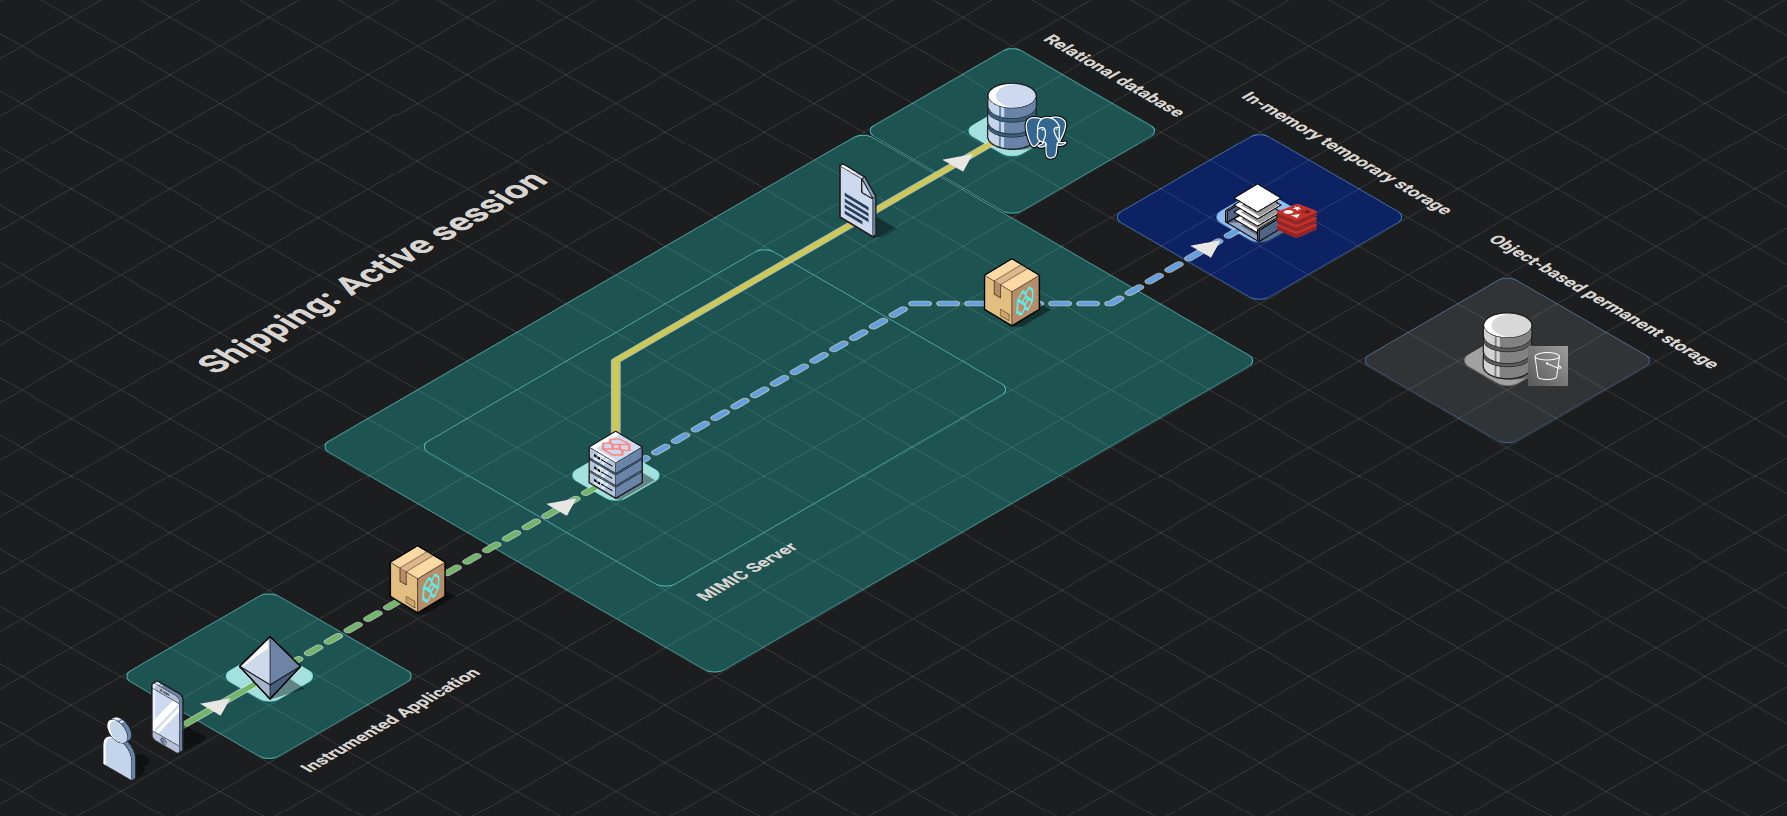 Shipping: Active session
Relational database
In-memory temporary storage
Object-based permanent storage
MIMIC Server
Instrumented Application